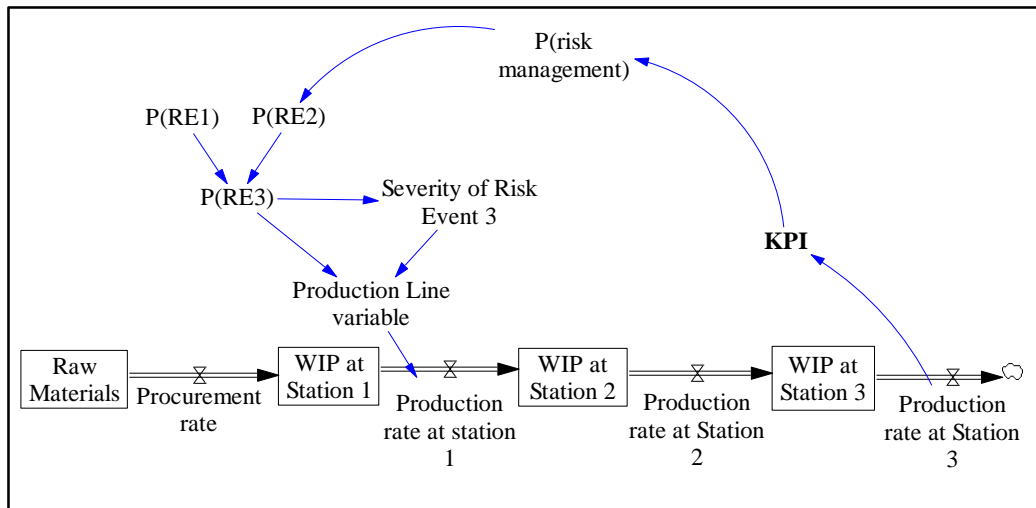 P(risk
management)
P(RE1)
P(RE2)
P(RE3)
Severity of Risk
Event 3
KPI
Production Line
variable
Raw
Materials
Procurement
rate
WIP at
Station 1
Production
rate at station
1
WIP at
Station 2
Production
rate at Station
2
WIP at
Station 3
Production
rate at Station
3